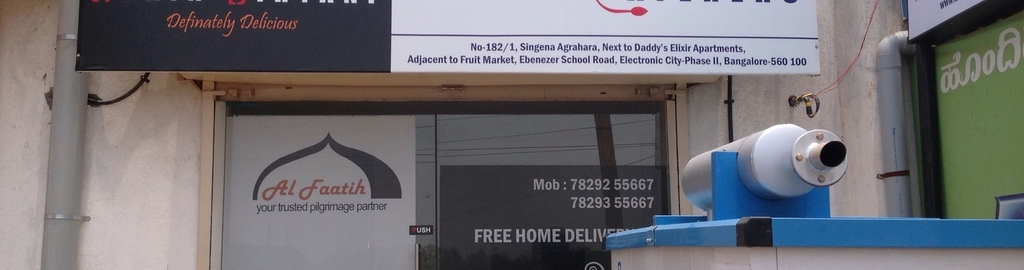 Definately Delicious
No-182/1, Singena Agrahara, Next to Daddy's Elixir Apartments,
Adjacent to Fruit Market, Ebenezer School Road, Electronic City-Phase II, Bangalore-560 100
Al Faatih
your trusted pilgrimage partner
Mob : 78292 55667
78293 55667
PUSH
FREE HOME
ಹೊಂದಿ